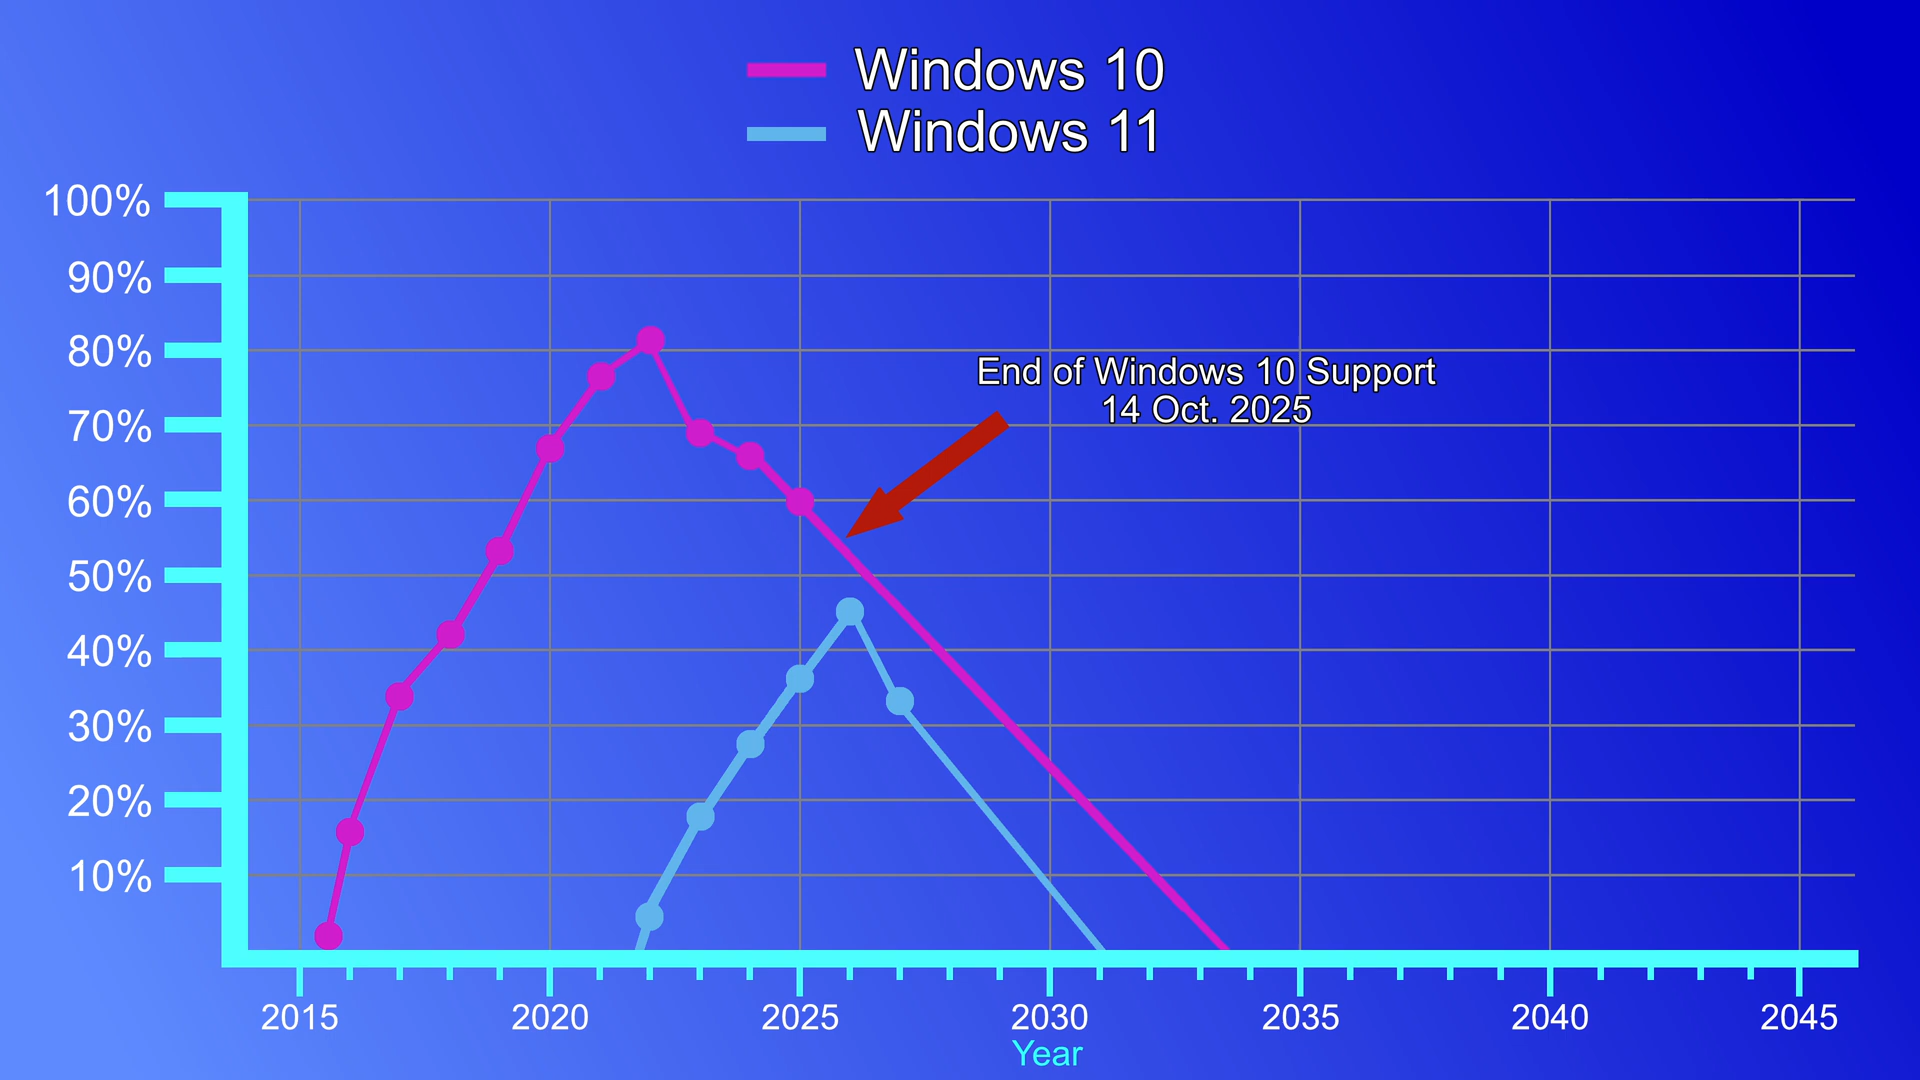 Windows 10
Windows 11
100%
90%
80%
70%
60%
50%
40%
30%
20%
10%
End of Windows 10 Support
14 Oct. 2025
2015 2020 2025 2030 2035 2040 2045
Year